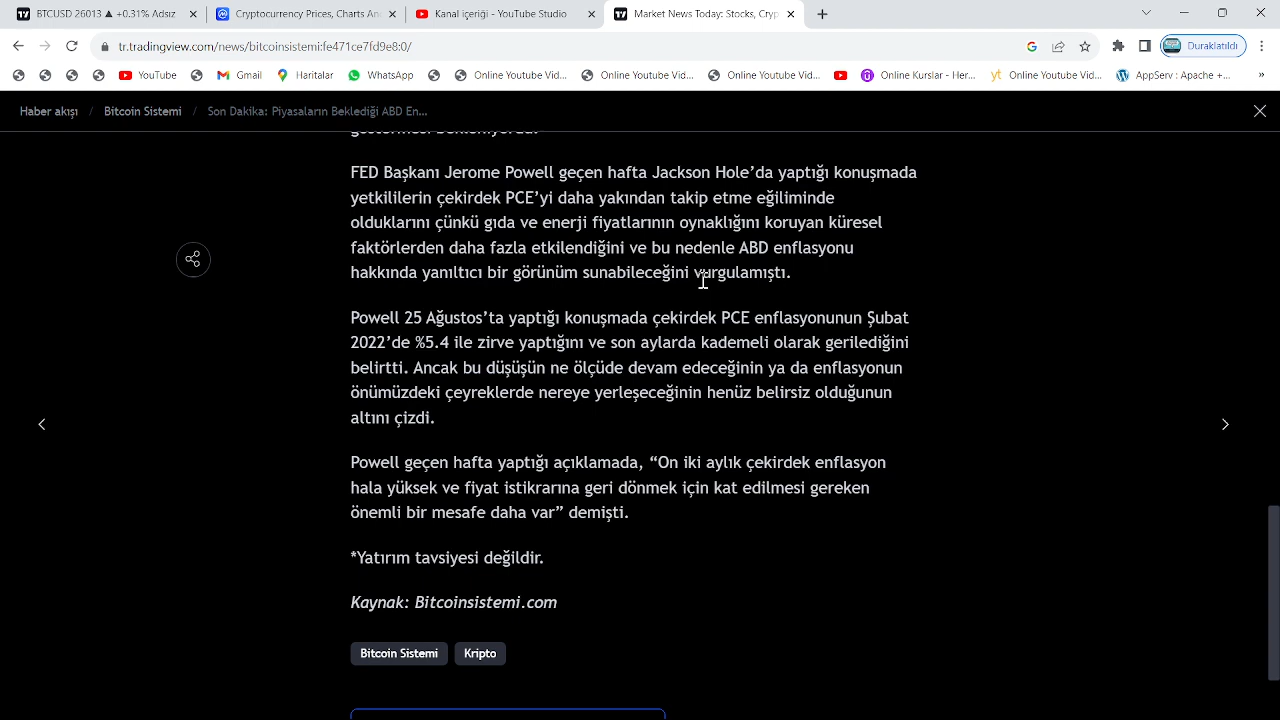 BTCUSD 26013 ▲ +0.31% Adsız
Cryptocurrency Prices, Charts An
Kanal içeriği - YouTube Studio
Market News Today: Stocks, Cryp
tr.tradingview.com/news/bitcoinsistemi:fe471ce7fd9e8:0/
Duraklatıldı
YouTube
Gmail
Haritalar
WhatsApp
Online Youtube Vid...
Online Youtube Vid...
Online Youtube Vid...
Online Kurslar - Her...
yt Online Youtube Vid...
AppServ : Apache +...
»
Haber akışı / Bitcoin Sistemi / Son Dakika: Piyasaların Beklediği ABD En...
FED Başkanı Jerome Powell geçen hafta Jackson Hole’da yaptığı konuşmada
yetkililerin çekirdek PCE’yi daha yakından takip etme eğiliminde
olduklarını çünkü gıda ve enerji fiyatlarının oynaklığını koruyan küresel
faktörlerden daha fazla etkilendiğini ve bu nedenle ABD enflasyonu
hakkında yanıltıcı bir görünüm sunabileceğini vurgulamıştı.
Powell 25 Ağustos’ta yaptığı konuşmada çekirdek PCE enflasyonunun Şubat
2022’de %5.4 ile zirve yaptığını ve son aylarda kademeli olarak gerilediğini
belirtti. Ancak bu düşüşün ne ölçüde devam edeceğinin ya da enflasyonun
önümüzdeki çeyreklerde nereye yerleşeceğinin henüz belirsiz olduğunun
altını çizdi.
Powell geçen hafta yaptığı açıklamada, “On iki aylık çekirdek enflasyon
hala yüksek ve fiyat istikrarına geri dönmek için kat edilmesi gereken
önemli bir mesafe daha var” demişti.
*Yatırım tavsiyesi değildir.
Kaynak: Bitcoinsistemi.com
Bitcoin Sistemi
Kripto